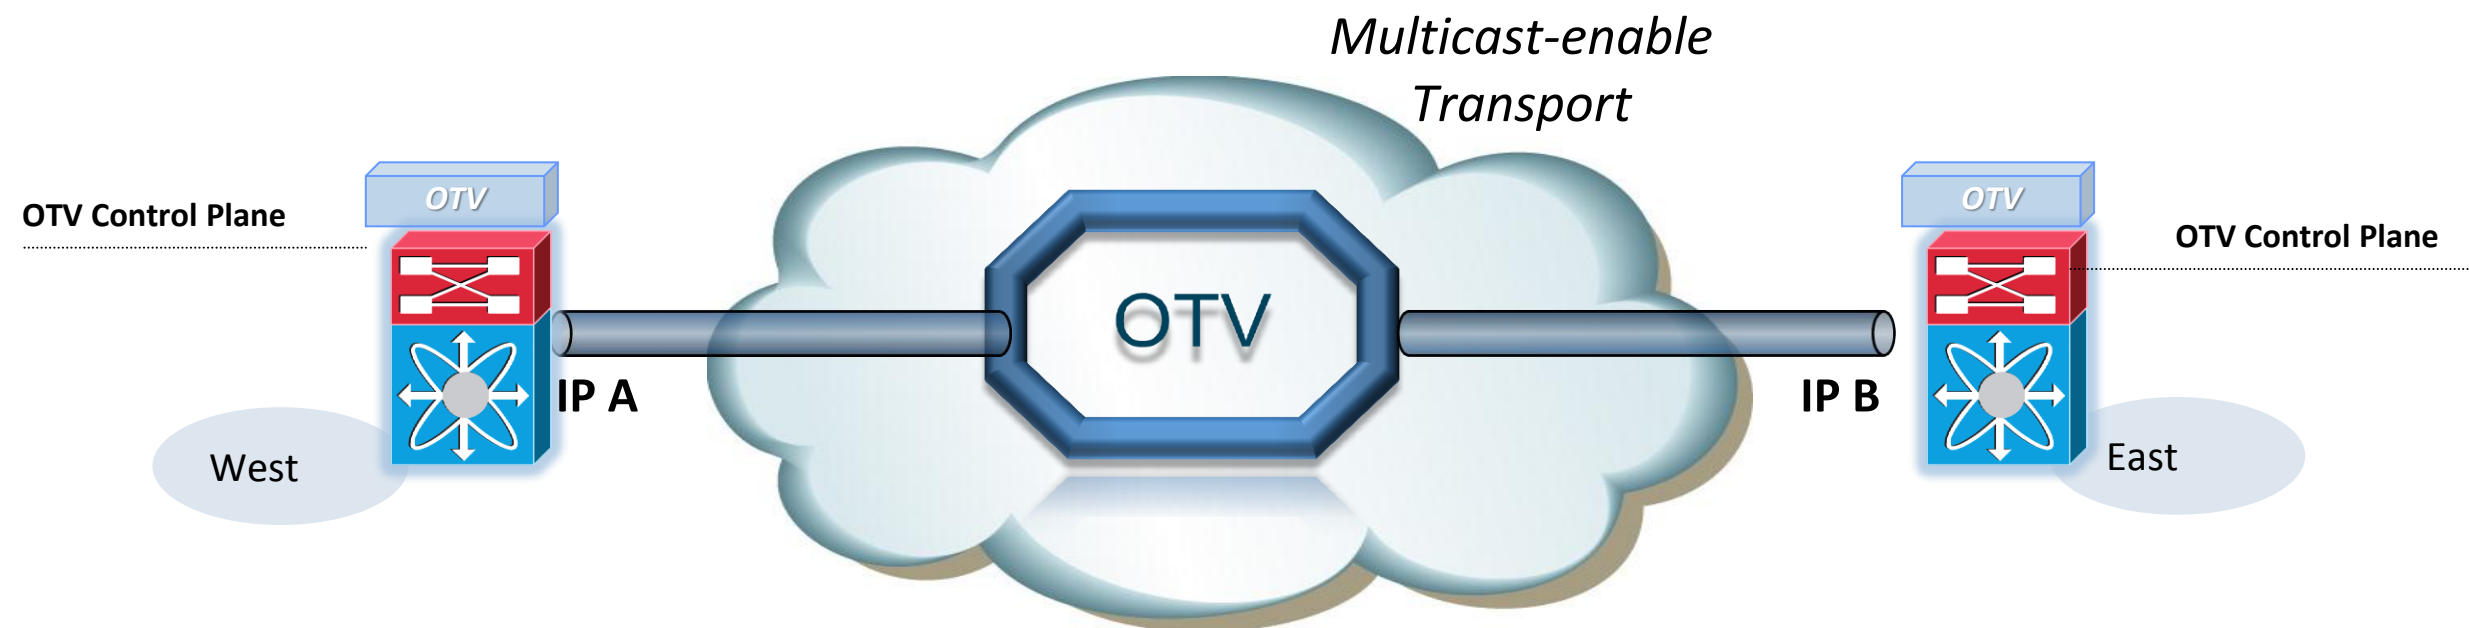 Multicast-enable
Transport
OTV
OTV
OTV Control Plane
OTV Control Plane
OTV
IP A
IP B
West
East